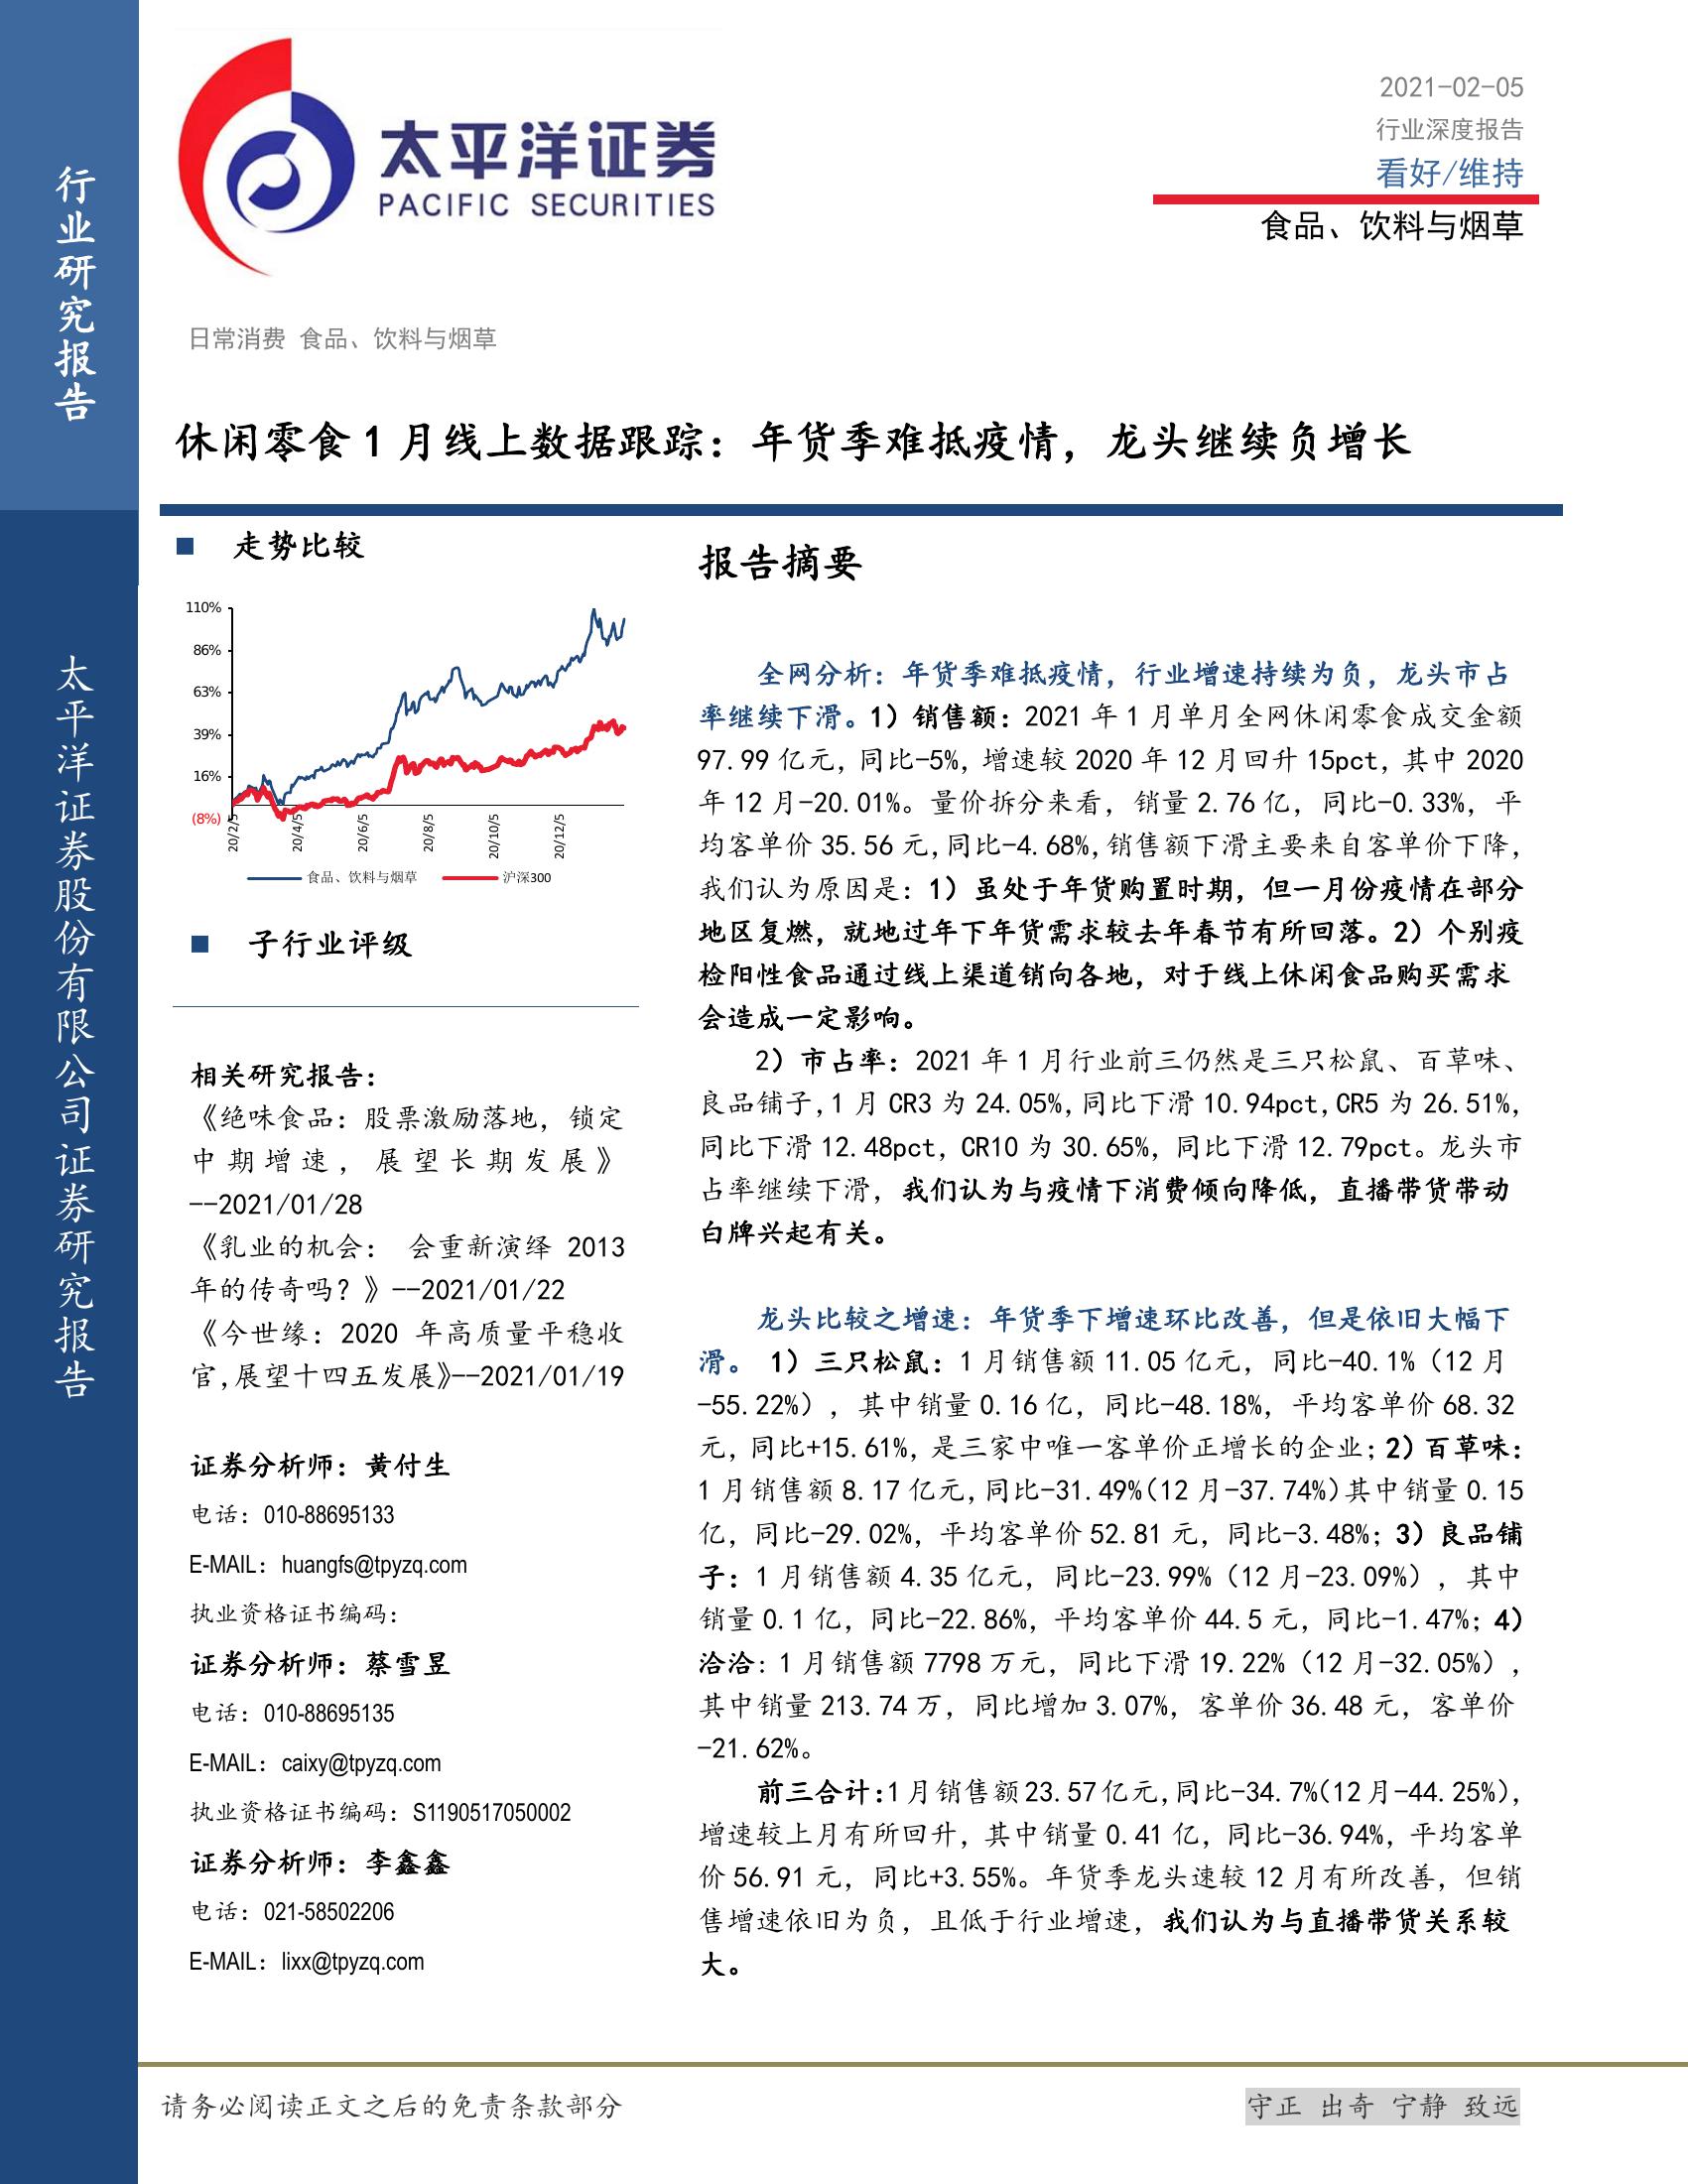 行业研究报告
太平洋证券股份有限公司证券研究报告
太平洋证券
PACIFIC SECURITIES
2021-02-05
行业深度报告
看好/维持
食品、饮料与烟草
日常消费 食品、饮料与烟草
休闲零食 1 月线上数据跟踪：年货季难抵疫情，龙头继续负增长
走势比较
110%
86%
63%
39%
16%
(8%)
20/2/5
20/4/5
20/6/5
20/8/5
20/10/5
20/12/5
食品、饮料与烟草
沪深300
子行业评级
相关研究报告：
《绝味食品：股票激励落地，锁定
中期增速，展望长期发展》
--2021/01/28
《乳业的机会： 会重新演绎 2013
年的传奇吗？》--2021/01/22
《今世缘：2020 年高质量平稳收
官,展望十四五发展》--2021/01/19
证券分析师：黄付生
电话：010-88695133
E-MAIL：huangfs@tpyzq.com
执业资格证书编码：
证券分析师：蔡雪昱
电话：010-88695135
E-MAIL：caixy@tpyzq.com
执业资格证书编码：S1190517050002
证券分析师：李鑫鑫
电话：021-58502206
E-MAIL：lixx@tpyzq.com
报告摘要
全网分析：年货季难抵疫情，行业增速持续为负，龙头市占
率继续下滑。1）销售额：2021 年 1 月单月全网休闲零食成交金额
97.99 亿元，同比-5%，增速较 2020 年 12 月回升 15pct，其中 2020
年 12 月-20.01%。量价拆分来看，销量 2.76 亿，同比-0.33%，平
均客单价 35.56 元,同比-4.68%,销售额下滑主要来自客单价下降，
我们认为原因是：1）虽处于年货购置时期，但一月份疫情在部分
地区复燃，就地过年下年货需求较去年春节有所回落。2）个别疫
检阳性食品通过线上渠道销向各地，对于线上休闲食品购买需求
会造成一定影响。
2）市占率：2021 年 1 月行业前三仍然是三只松鼠、百草味、
良品铺子,1 月 CR3 为 24.05%,同比下滑 10.94pct,CR5 为 26.51%,
同比下滑 12.48pct，CR10 为 30.65%，同比下滑 12.79pct。龙头市
占率继续下滑，我们认为与疫情下消费倾向降低，直播带货带动
白牌兴起有关。
龙头比较之增速：年货季下增速环比改善，但是依旧大幅下
滑。 1）三只松鼠：1 月销售额 11.05 亿元，同比-40.1%（12 月
-55.22%），其中销量 0.16 亿，同比-48.18%，平均客单价 68.32
元，同比+15.61%，是三家中唯一客单价正增长的企业；2）百草味：
1 月销售额 8.17 亿元,同比-31.49%(12 月-37.74%)其中销量 0.15
亿，同比-29.02%，平均客单价 52.81 元，同比-3.48%；3）良品铺
子：1 月销售额 4.35 亿元，同比-23.99%（12 月-23.09%），其中
销量 0.1 亿，同比-22.86%，平均客单价 44.5 元，同比-1.47%；4）
洽洽：1 月销售额 7798 万元，同比下滑 19.22%（12 月-32.05%），
其中销量 213.74 万，同比增加 3.07%，客单价 36.48 元，客单价
-21.62%。
前三合计:1 月销售额 23.57 亿元,同比-34.7%(12 月-44.25%),
增速较上月有所回升，其中销量 0.41 亿，同比-36.94%，平均客单
价 56.91 元，同比+3.55%。年货季龙头速较 12 月有所改善，但销
售增速依旧为负，且低于行业增速，我们认为与直播带货关系较
大。
请务必阅读正文之后的免责条款部分
守正 出奇 宁静 致远